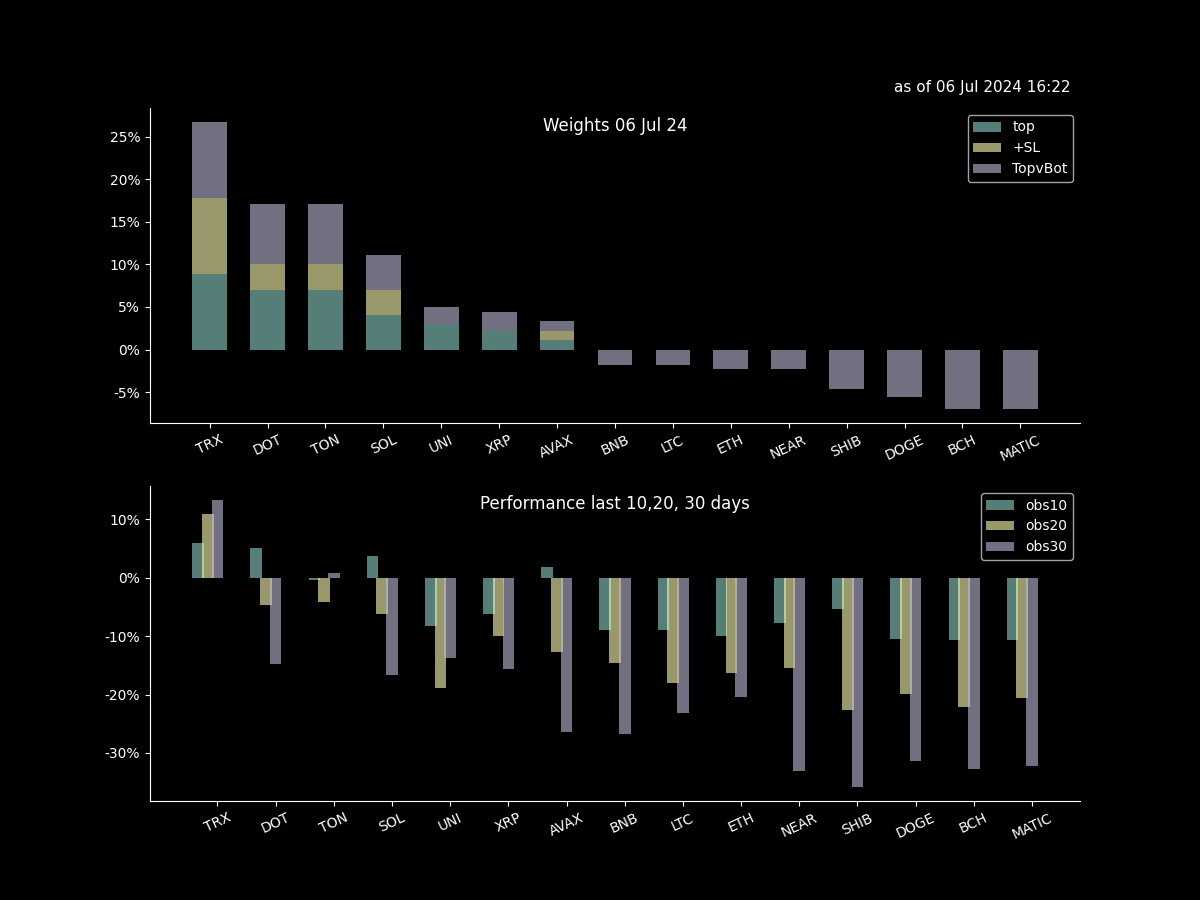 as of 06 Jul 2024 16:22
Weights 06 Jul 24
top
+SL
TopvBot
25%
20%
15%
10%
5%
0%
-5%
TRX DOT TON SOL UNI XRP AVAX BNB LTC ETH NEAR SHIB DOGE BCH MATIC
Performance last 10,20, 30 days
obs10
obs20
obs30
10%
0%
-10%
-20%
-30%
TRX DOT TON SOL UNI XRP AVAX BNB LTC ETH NEAR SHIB DOGE BCH MATIC